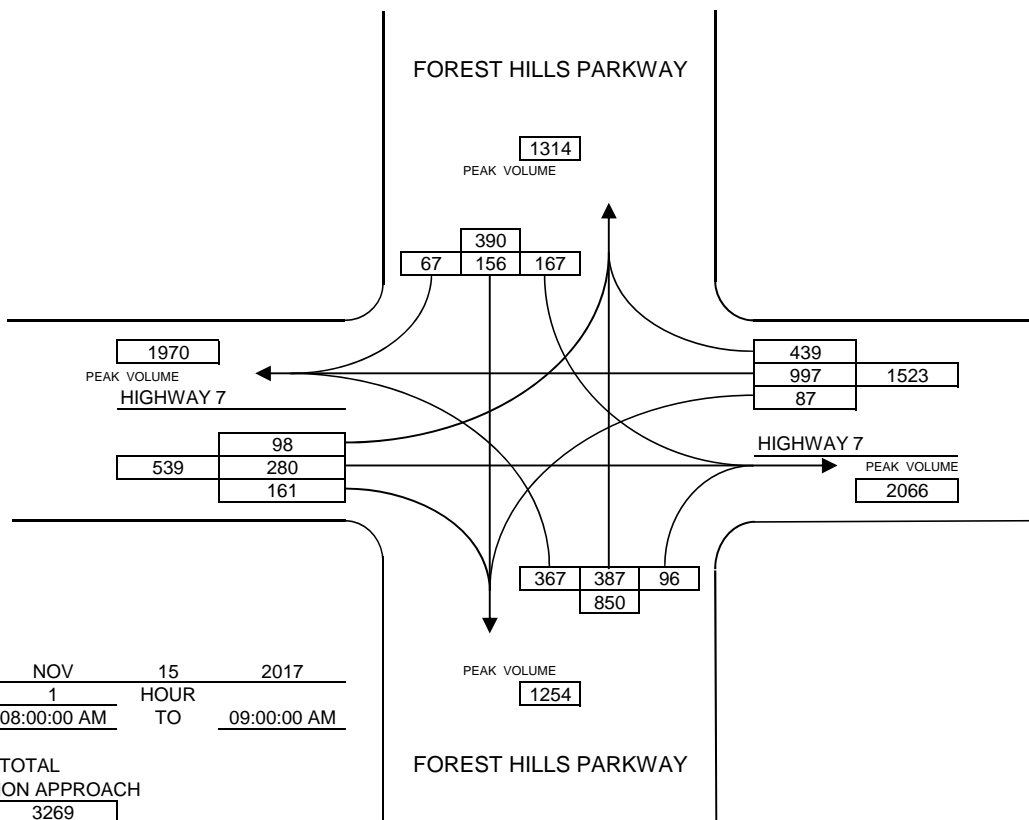 FOREST HILLS PARKWAY
1314
PEAK VOLUME
390
67 156 167
1970
PEAK VOLUME
HIGHWAY 7
439
997 1523
87
98
539 280
161
HIGHWAY 7
PEAK VOLUME
2066
367 387 96
850
PEAK VOLUME
1254
NOV 15 2017
1 HOUR
08:00:00 AM TO 09:00:00 AM
TOTAL
ION APPROACH
3269
FOREST HILLS PARKWAY